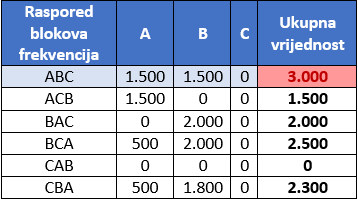 Raspored blokova frekvencija A B C Ukupna vrijednost
ABC 1.500 1.500 0 3.000
ACB 1.500 0 0 1.500
BAC 0 2.000 0 2.000
BCA 500 2.000 0 2.500
CAB 0 0 0 0
CBA 500 1.800 0 2.300